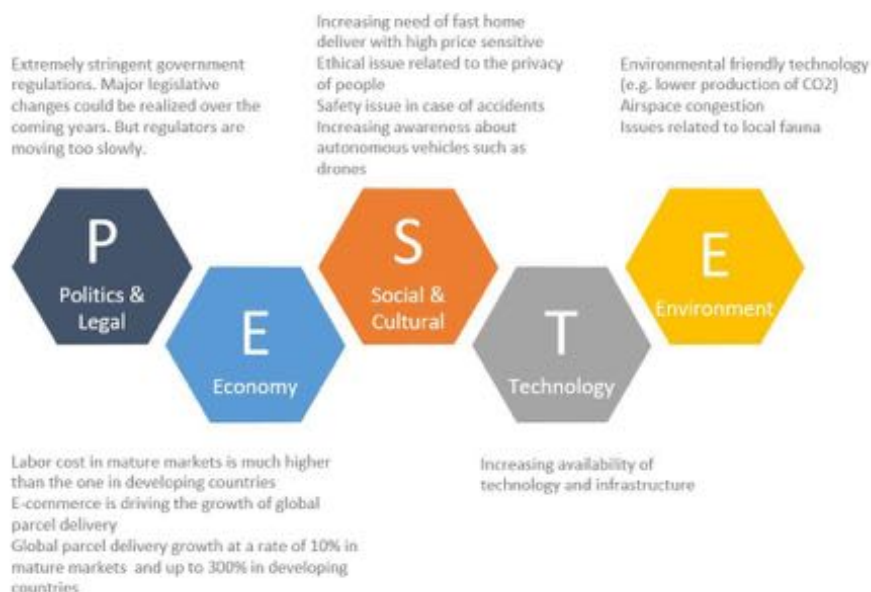 Extremely stringent government
regulations. Major legislative
changes could be realized over the
coming years. But regulators are
moving too slowly.
Increasing need of fast home
deliver with high price sensitive
Ethical issue related to the privacy
of people
Safety issue in case of accidents
Increasing awareness about
autonomous vehicles such as
drones
Environmental friendly technology
(e.g. lower production of CO2)
Airspace congestion
Issues related to local fauna
P
Politics &
Legal
E
Economy
S
Social &
Cultural
T
Technology
E
Environment
Labor cost in mature markets is much higher
than the one in developing countries
E-commerce is driving the growth of global
parcel delivery
Global parcel delivery growth at a rate of 10% in
mature markets and up to 300% in developing
countries
Increasing availability of
technology and infrastructure